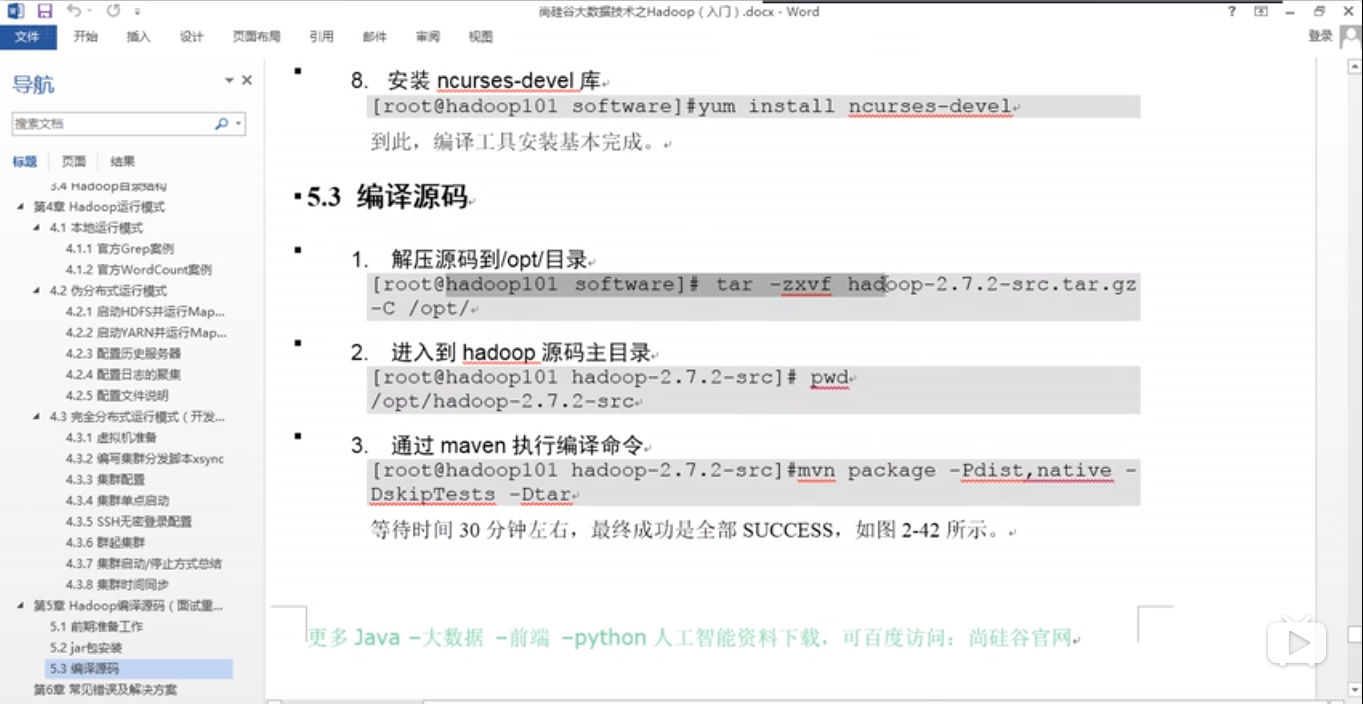 尚硅谷大数据技术之Hadoop（入门）.docx - Word
文件 开始 插入 设计 页面布局 引用 邮件 审阅 视图 登录
导航
搜索文档
标题 页面 结果
3.4 Hadoop目录结构
第4章 Hadoop运行模式
4.1 本地运行模式
4.1.1 官方Grep案例
4.1.2 官方WordCount案例
4.2 伪分布式运行模式
4.2.1 启动HDFS并运行Map...
4.2.2 启动YARN并运行Map...
4.2.3 配置历史服务器
4.2.4 配置日志的聚集
4.2.5 配置文件说明
4.3 完全分布式运行模式（开发...
4.3.1 虚拟机准备
4.3.2 编写集群分发脚本xsync
4.3.3 集群配置
4.3.4 集群单点启动
4.3.5 SSH无密登录配置
4.3.6 群起集群
4.3.7 集群启动/停止方式总结
4.3.8 集群时间同步
第5章 Hadoop编译源码（面试重...
5.1 前期准备工作
5.2 jar包安装
5.3 编译源码
第6章 常见错误及解决方案
8. 安装 ncurses-devel 库
[root@hadoop101 software]#yum install ncurses-devel
到此，编译工具安装基本完成。
5.3 编译源码
1. 解压源码到/opt/目录
[root@hadoop101 software]# tar -zxvf hadoop-2.7.2-src.tar.gz
-C /opt/
2. 进入到 hadoop 源码主目录
[root@hadoop101 hadoop-2.7.2-src]# pwd
/opt/hadoop-2.7.2-src
3. 通过 maven 执行编译命令
[root@hadoop101 hadoop-2.7.2-src]#mvn package -Pdist,native -
DskipTests -Dtar
等待时间 30 分钟左右，最终成功是全部 SUCCESS，如图 2-42 所示。
更多 Java –大数据 –前端 –python 人工智能资料下载，可百度访问：尚硅谷官网